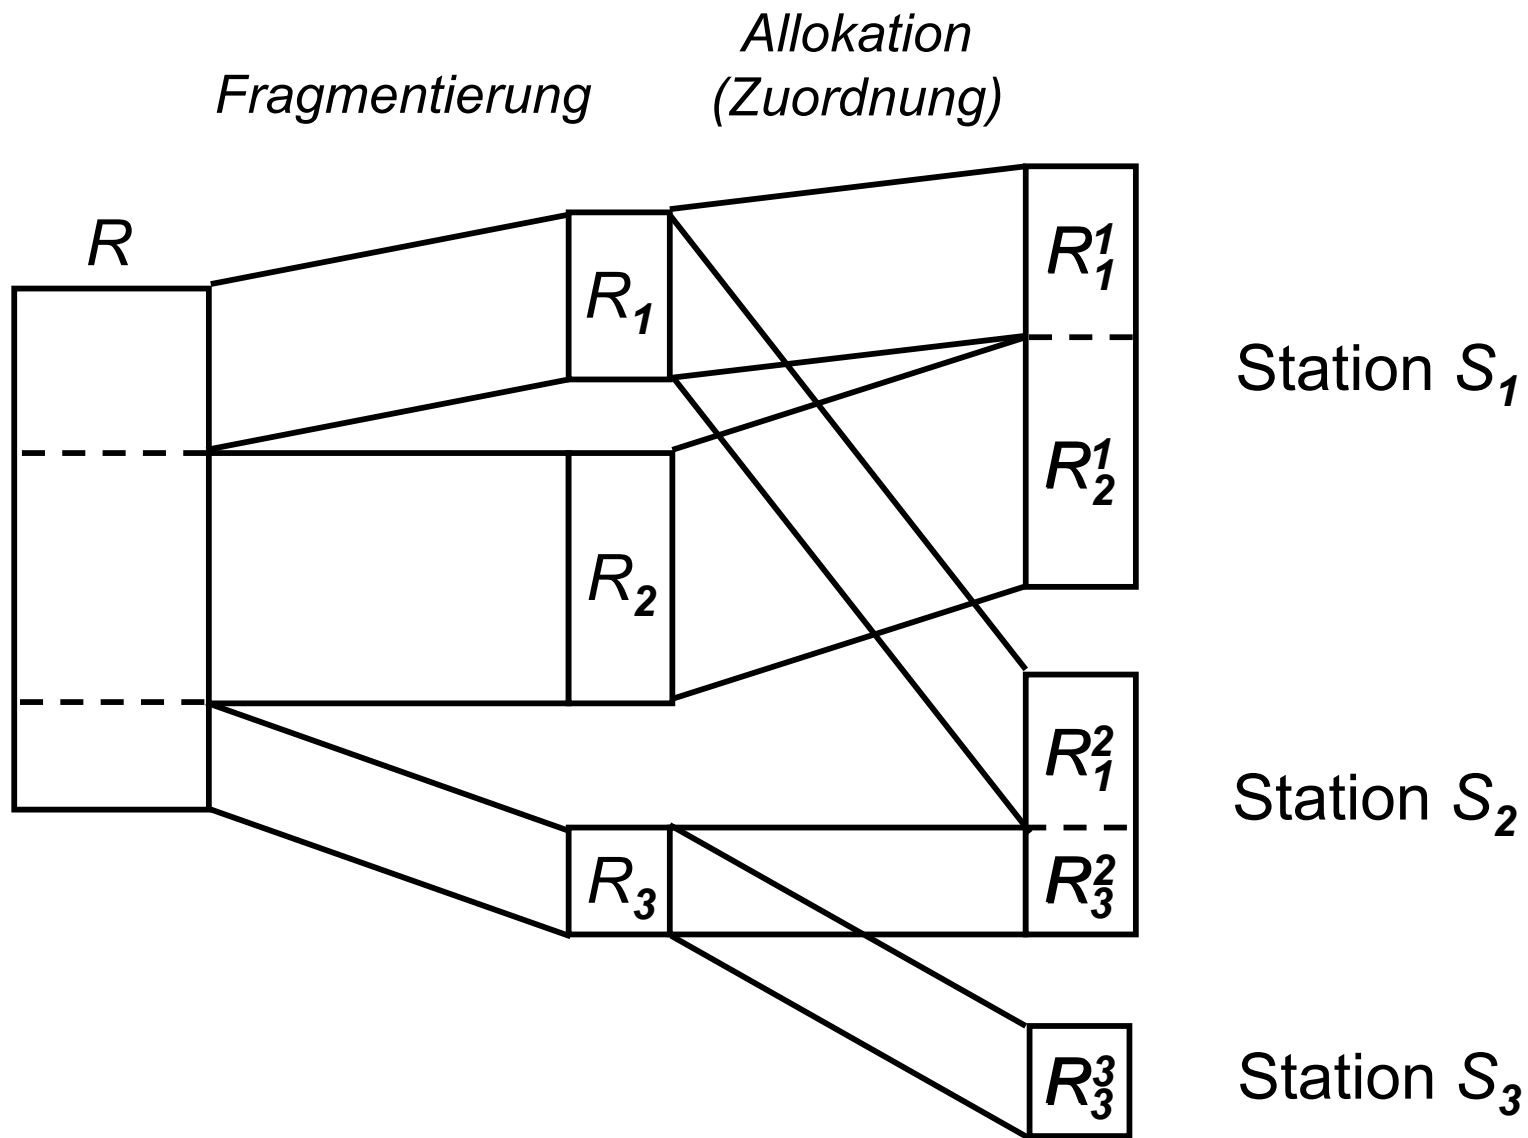 Allokation
Fragmentierung (Zuordnung)
R
R₁
R₂
R₃
R₁¹
R₂¹
Station S₁
R₁²
R₃²
Station S₂
R₃³
Station S₃